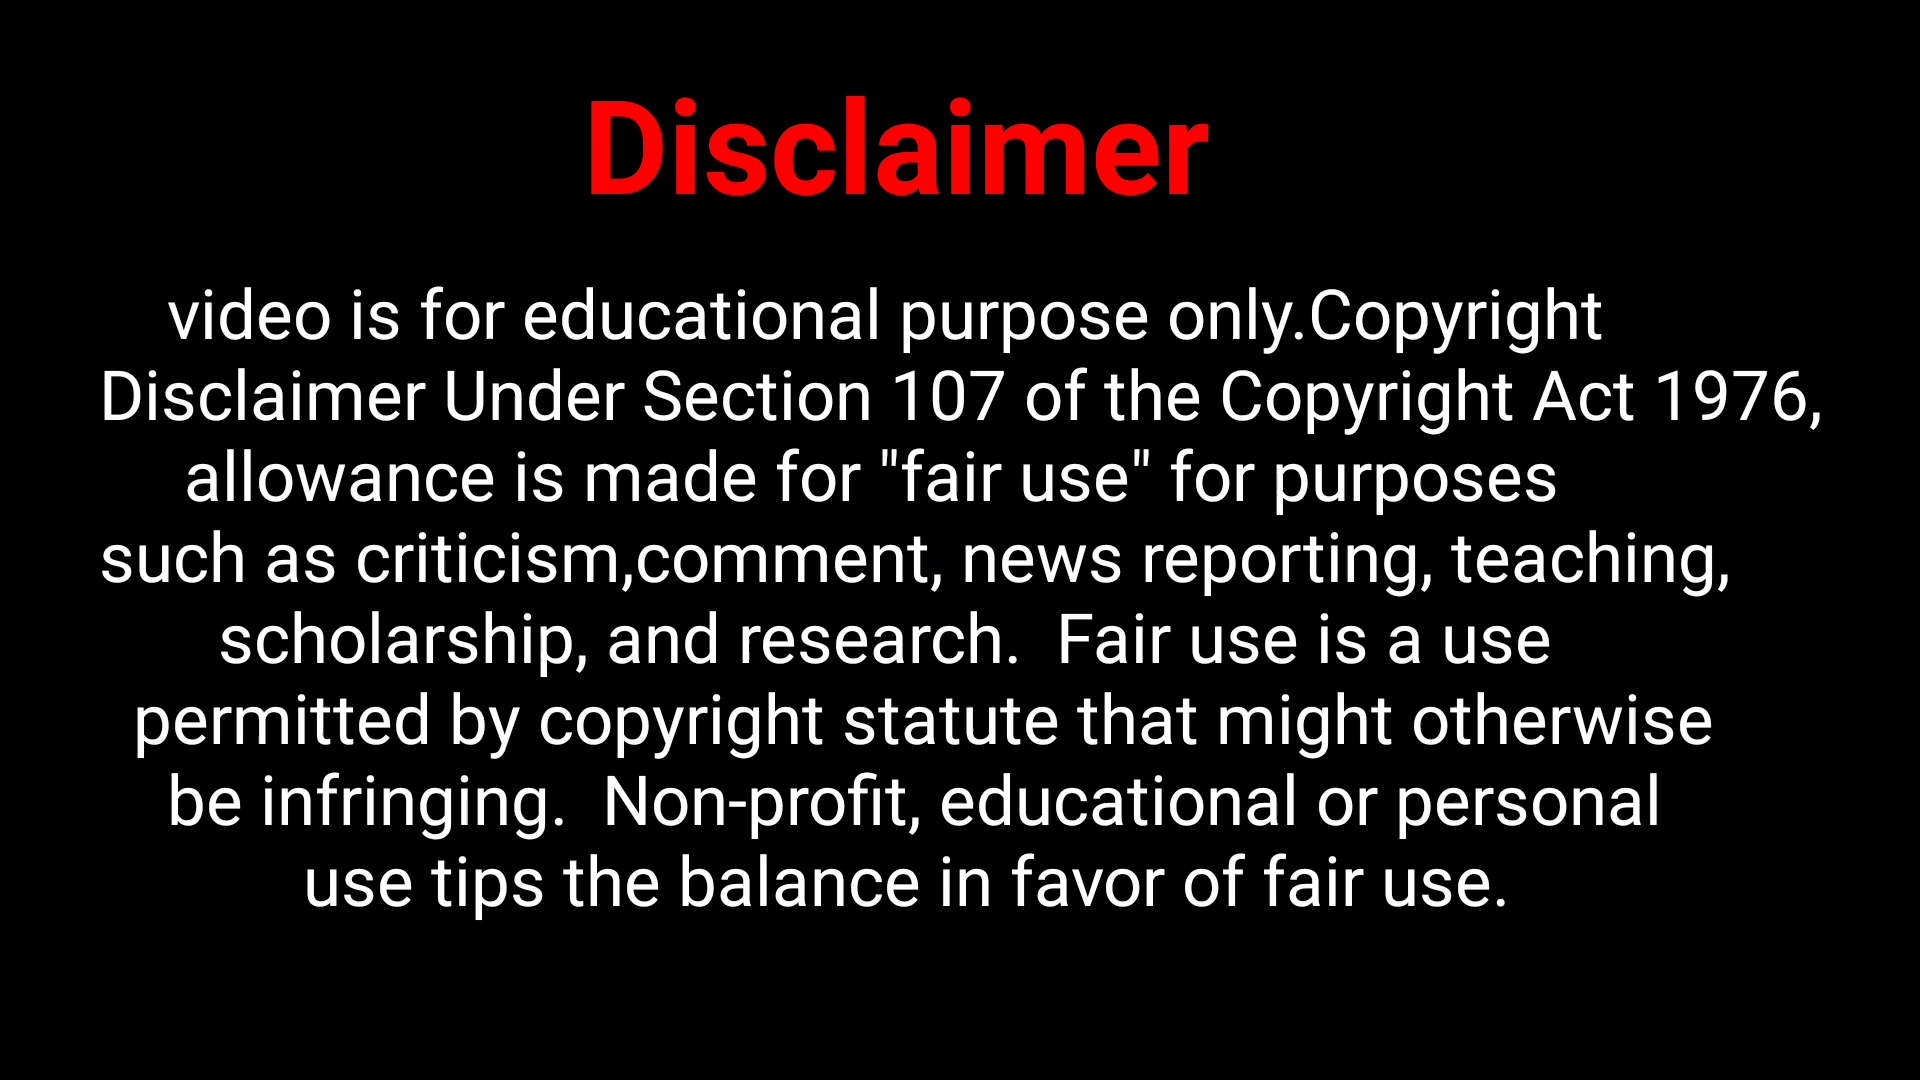 Disclaimer
video is for educational purpose only.Copyright
Disclaimer Under Section 107 of the Copyright Act 1976,
allowance is made for "fair use" for purposes
such as criticism,comment, news reporting, teaching,
scholarship, and research.  Fair use is a use
permitted by copyright statute that might otherwise
be infringing.  Non-profit, educational or personal
use tips the balance in favor of fair use.